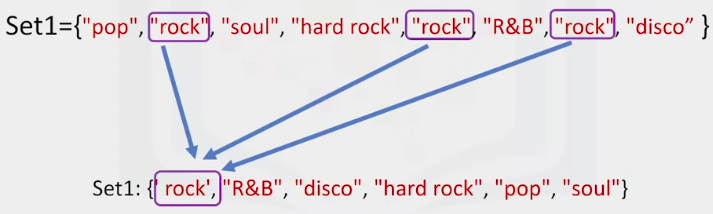 Set1={"pop", "rock", "soul", "hard rock", "rock", "R&B", "rock", "disco” }
Set1: {' rock', "R&B", "disco", "hard rock", "pop", "soul"}